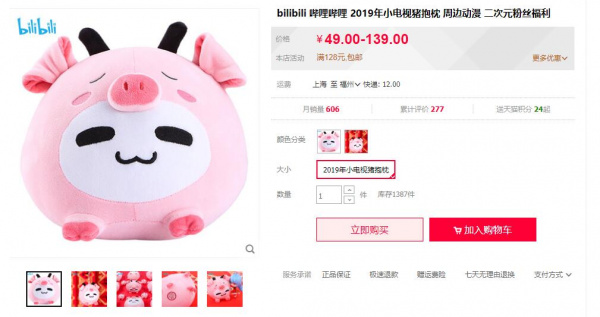 bilibili
bilibili 哔哩哔哩 2019年小电视猪抱枕 周边动漫 二次元粉丝福利
价格 ¥49.00-139.00
本店活动 满128元,包邮 更多优惠
运费 上海 至 福州 快递: 12.00
月销量 606 累计评价 277 送天猫积分 24起
颜色分类
大小 2019年小电视猪抱枕
数量 1 件 库存1387件
立即购买 加入购物车
服务承诺 正品保证 极速退款 赠运费险 七天无理由退换 支付方式